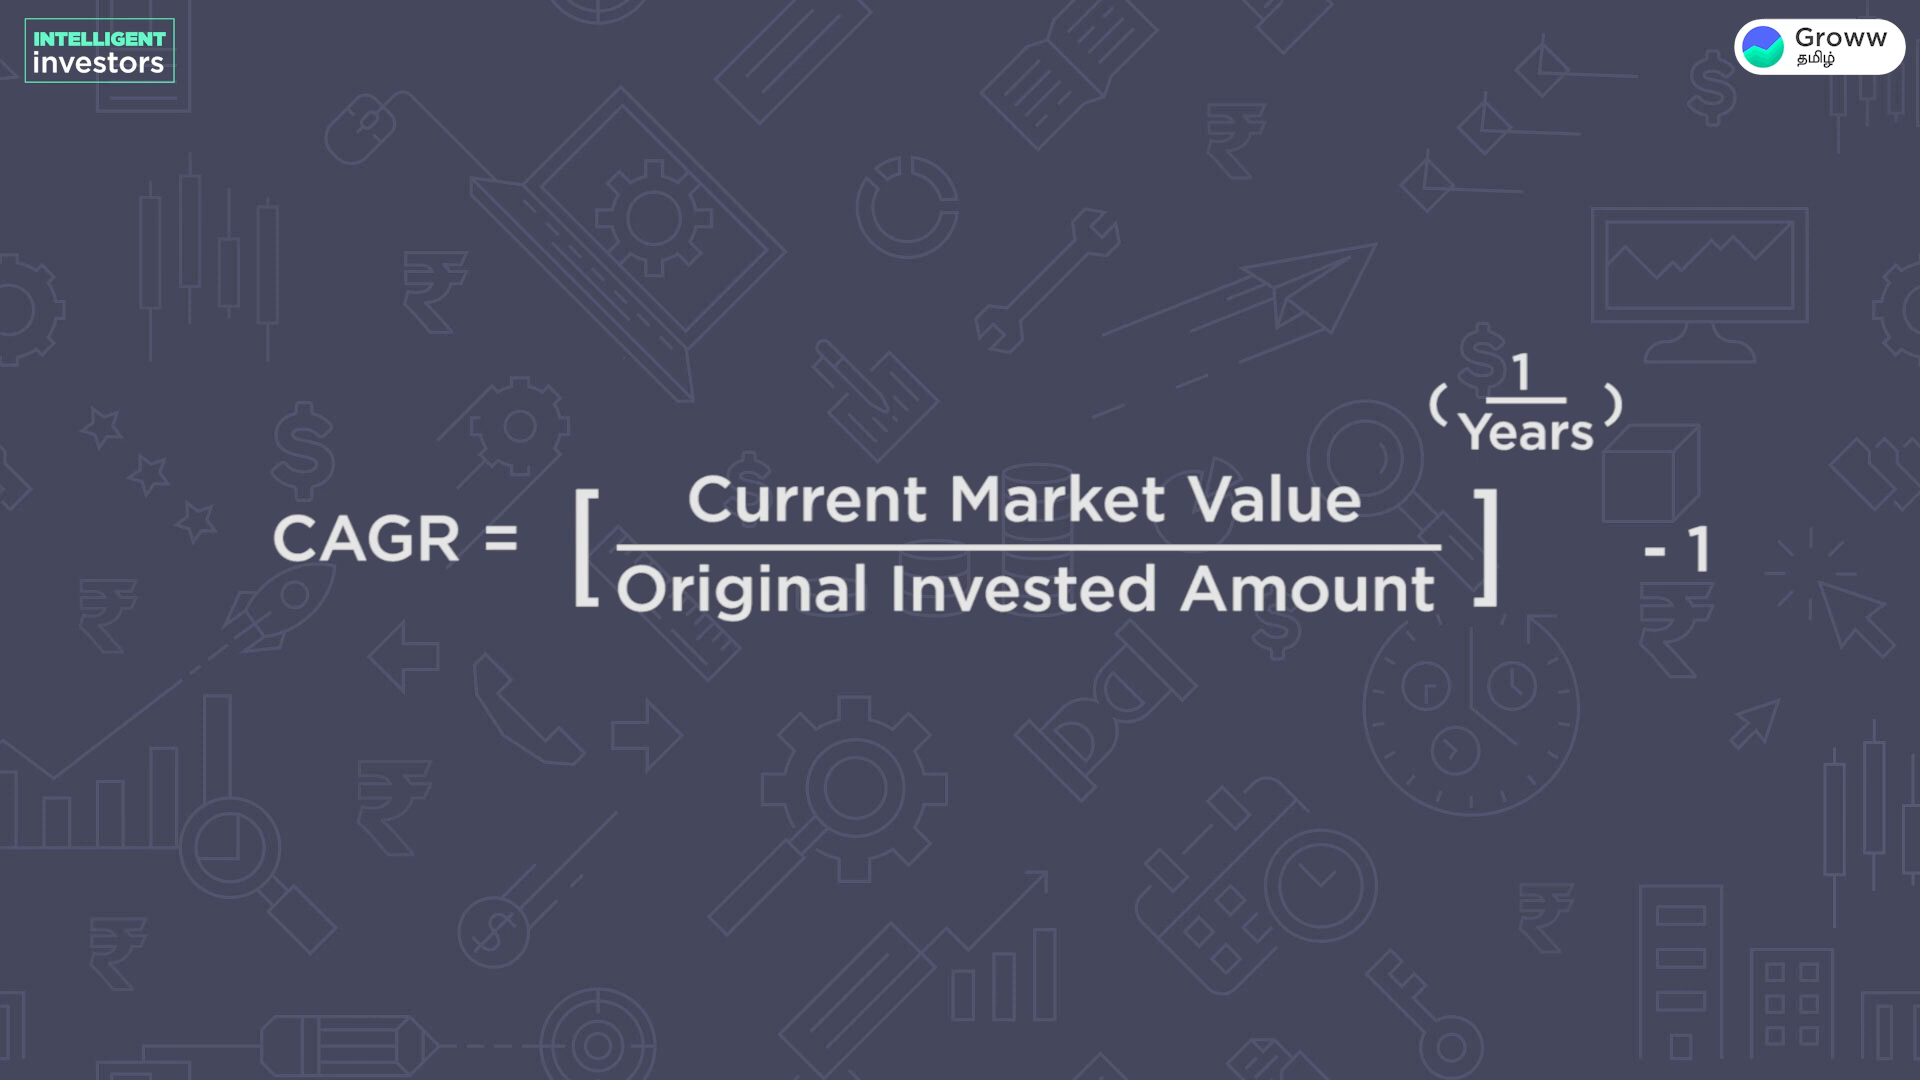 INTELLIGENT
investors
Groww
தமிழ்
CAGR = [ Current Market Value
Original Invested Amount ]
( 1
Years )
- 1